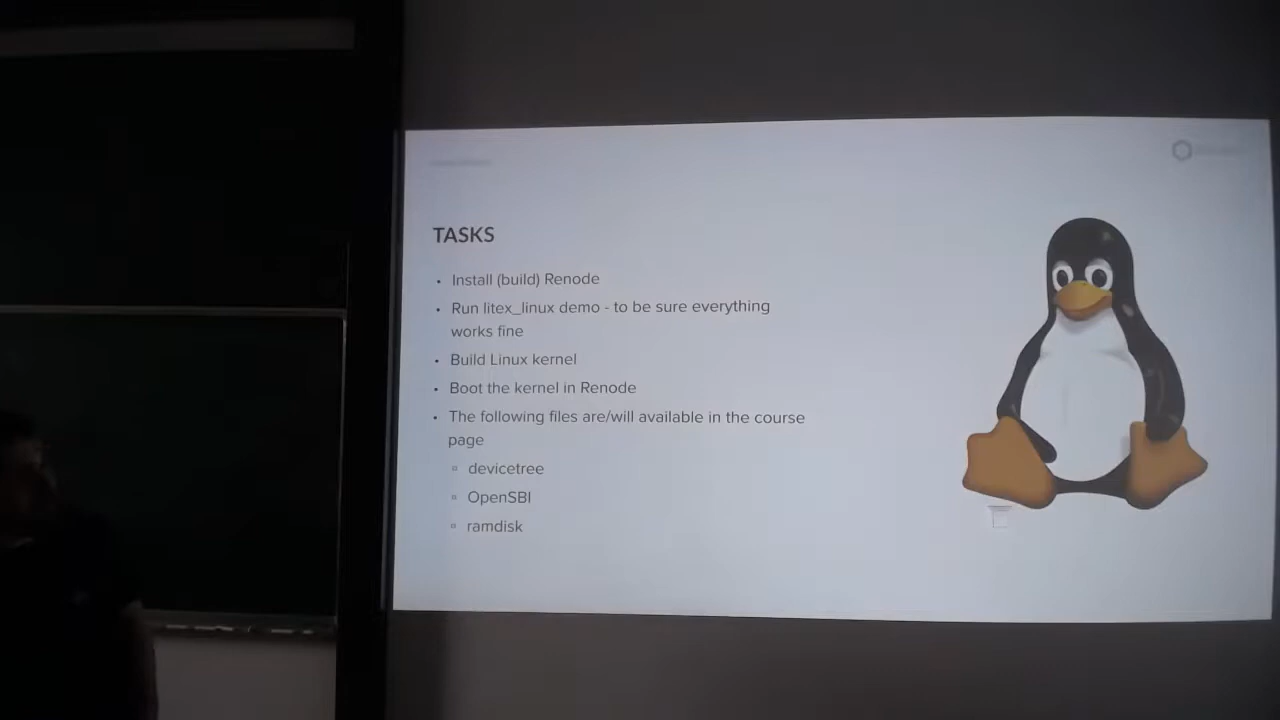 TASKS
• Install (build) Renode
• Run litex_linux demo - to be sure everything
works fine
• Build Linux kernel
• Boot the kernel in Renode
• The following files are/will available in the course
page
▫ devicetree
▫ OpenSBI
▫ ramdisk